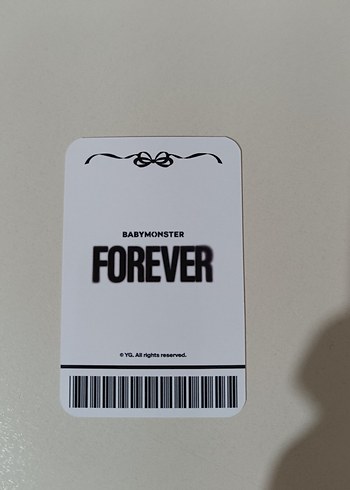 BABYMONSTER
FOREVER
© YG. All rights reserved.